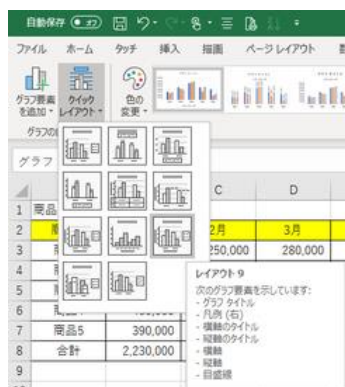 自動保存 オフ
ファイル ホーム タッチ 挿入 描画 ページ レイアウト
グラフ要素を追加 クイックレイアウト 色の変更
グラフ
C D
1 商品
2 2月 3月
3 250,000 280,000
4
5
6
7 商品5 390,000
8 合計 2,230,000
9
レイアウト 9
次のグラフ要素を示しています:
- グラフ タイトル
- 凡例 (右)
- 横軸のタイトル
- 縦軸のタイトル
- 横軸
- 縦軸
- 目盛線